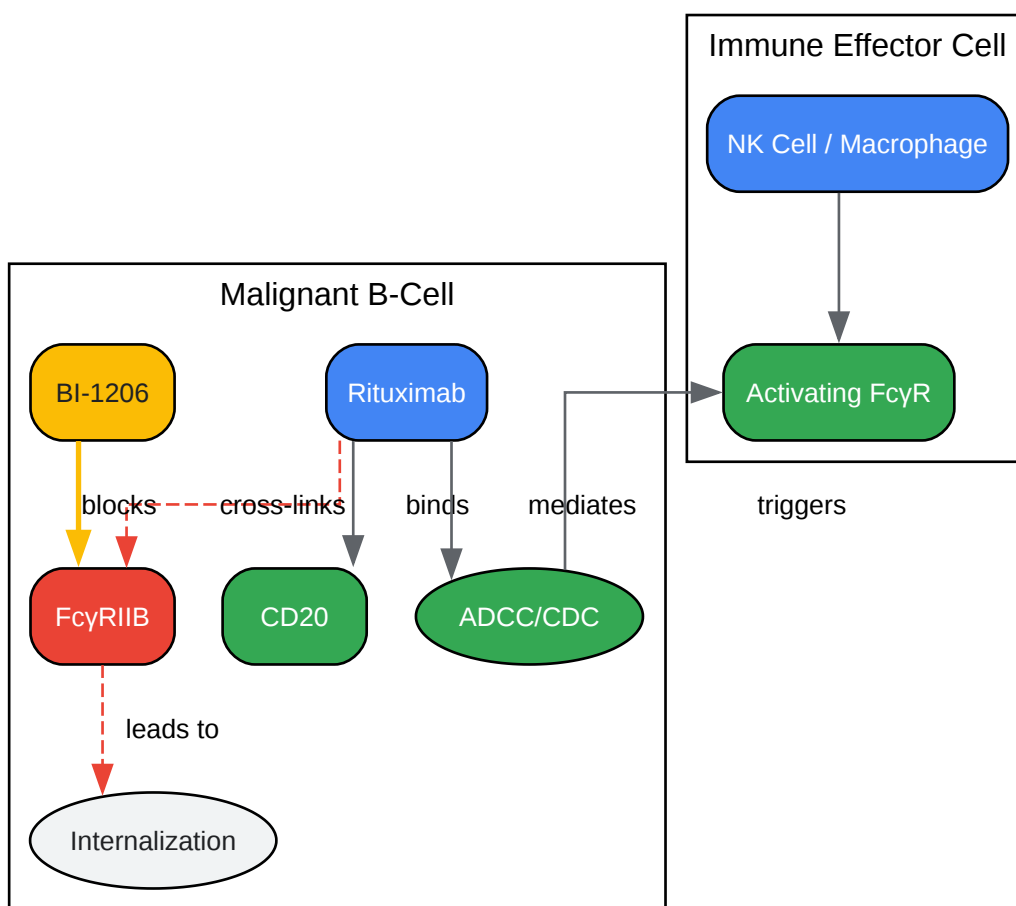 Immune Effector Cell
NK Cell / Macrophage
Malignant B-Cell
BI-1206
Rituximab
Activating FcγR
blocks
cross-links
binds
mediates
triggers
FcγRIIB
CD20
ADCC/CDC
leads to
Internalization